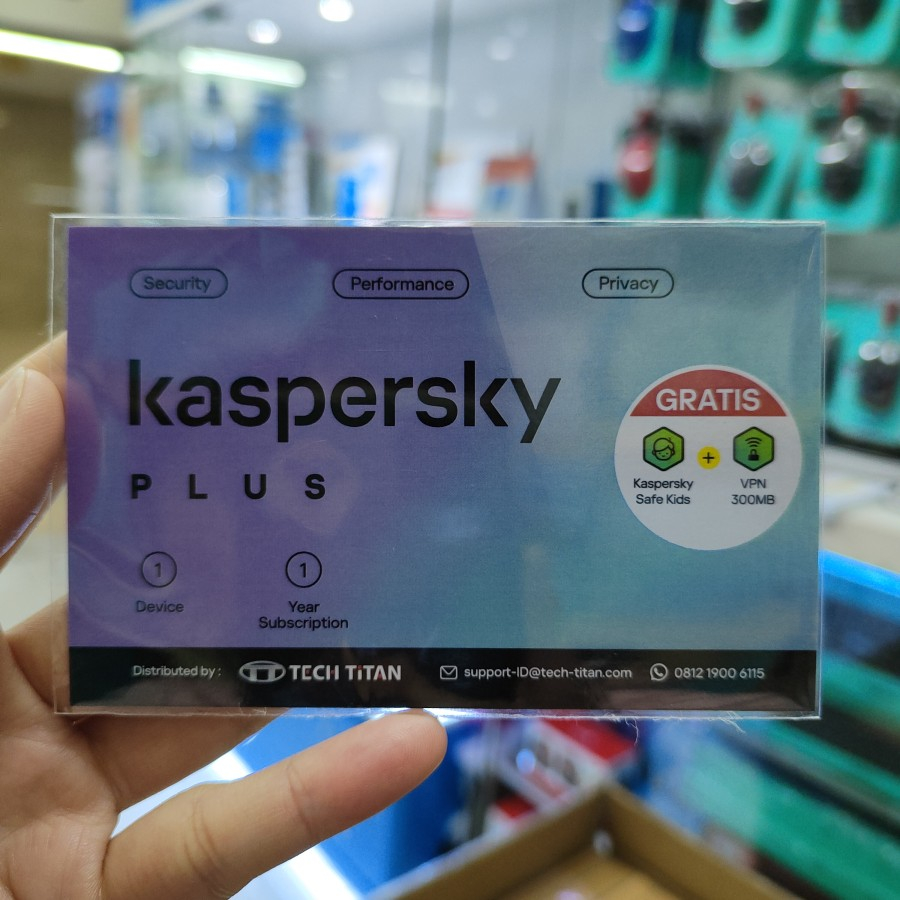 Security
Performance
Privacy
kaspersky
PLUS
GRATIS
+
Kaspersky
Safe Kids
VPN
300MB
1
Device
1
Year
Subscription
Distributed by : TECH TiTAN
support-ID@tech-titan.com
0812 1900 6115